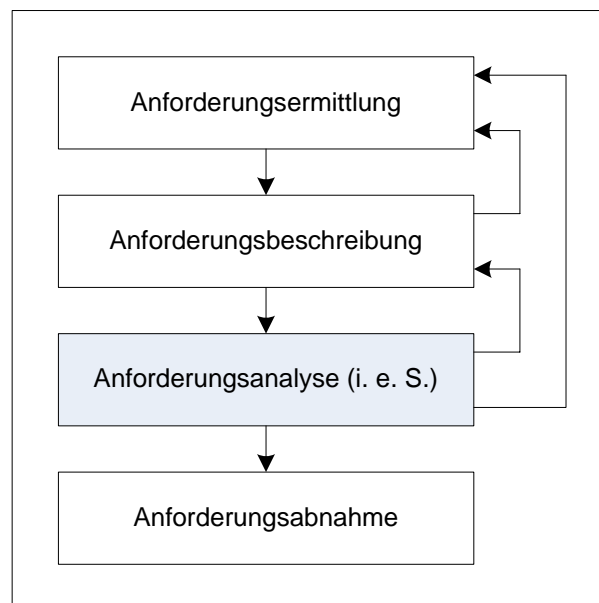 Anforderungsermittlung
Anforderungsbeschreibung
Anforderungsanalyse (i. e. S.)
Anforderungsabnahme